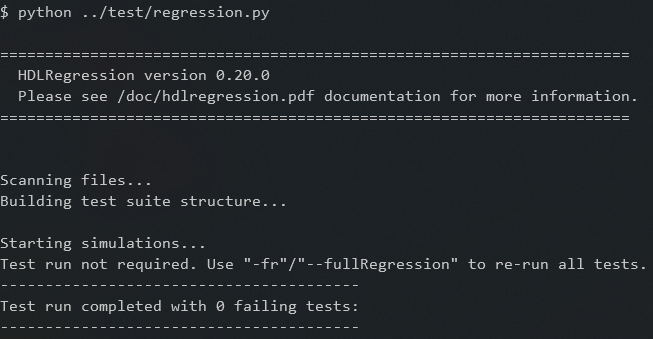 $ python ../test/regression.py
======================================================================
HDLRegression version 0.20.0
Please see /doc/hdlregression.pdf documentation for more information.
======================================================================
Scanning files...
Building test suite structure...
Starting simulations...
Test run not required. Use "-fr"/"--fullRegression" to re-run all tests.
----------------------------------------
Test run completed with 0 failing tests:
----------------------------------------